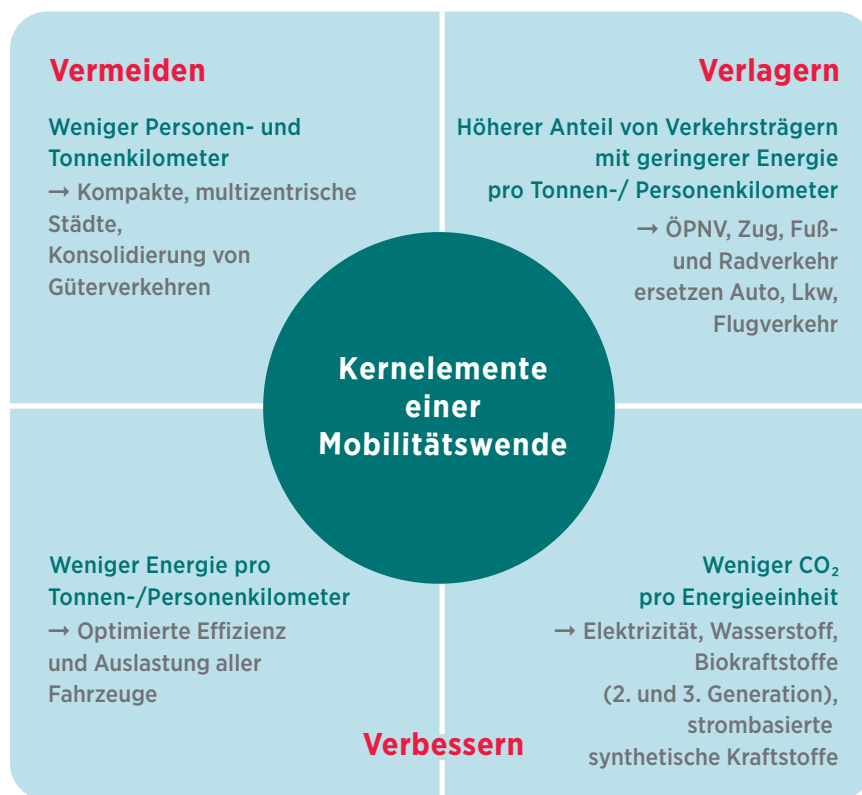 Vermeiden
Weniger Personen- und
Tonnenkilometer
→ Kompakte, multizentrische
Städte,
Konsolidierung von
Güterverkehren
Verlagern
Höherer Anteil von Verkehrsträgern
mit geringerer Energie
pro Tonnen-/ Personenkilometer
→ ÖPNV, Zug, Fuß-
und Radverkehr
ersetzen Auto, Lkw,
Flugverkehr
Kernelemente
einer
Mobilitätswende
Weniger Energie pro
Tonnen-/Personenkilometer
→ Optimierte Effizienz
und Auslastung aller
Fahrzeuge
Weniger CO₂
pro Energieeinheit
→ Elektrizität, Wasserstoff,
Biokraftstoffe
(2. und 3. Generation),
strombasierte
synthetische Kraftstoffe
Verbessern